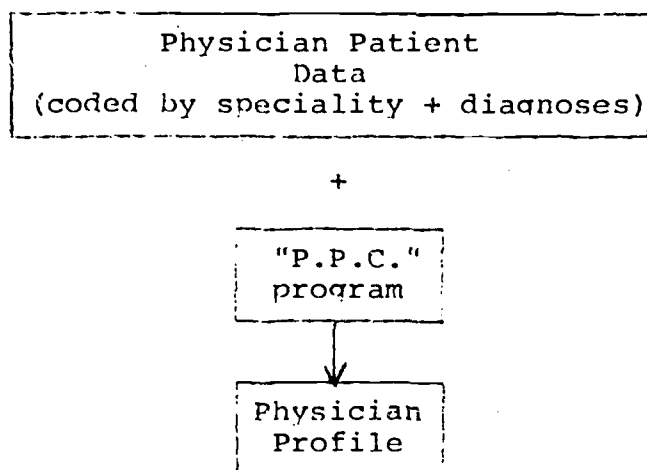 Physician Patient
Data
(coded by speciality + diagnoses)
+
"P.P.C."
program
Physician
Profile